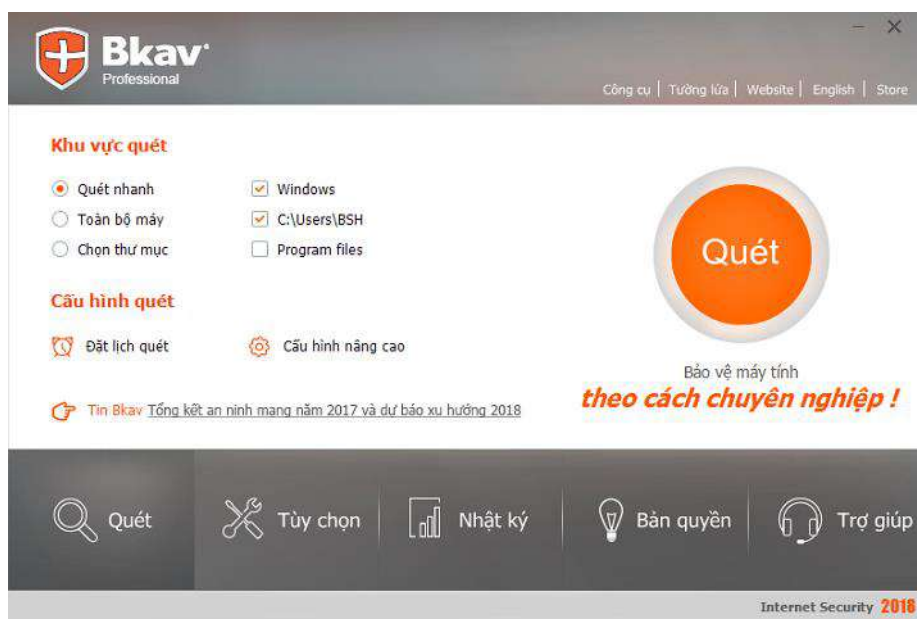 Bkav
Professional
Công cụ | Tường lửa | Website | English | Store
Khu vực quét
Quét nhanh
Windows
Toàn bộ máy
C:\Users\BSH
Chọn thư mục
Program files
Quét
Cấu hình quét
Đặt lịch quét
Cấu hình nâng cao
Bảo vệ máy tính
theo cách chuyên nghiệp !
Tin Bkav Tổng kết an ninh mạng năm 2017 và dự báo xu hướng 2018
Quét
Tùy chọn
Nhật ký
Bản quyền
Trợ giúp
Internet Security 2018